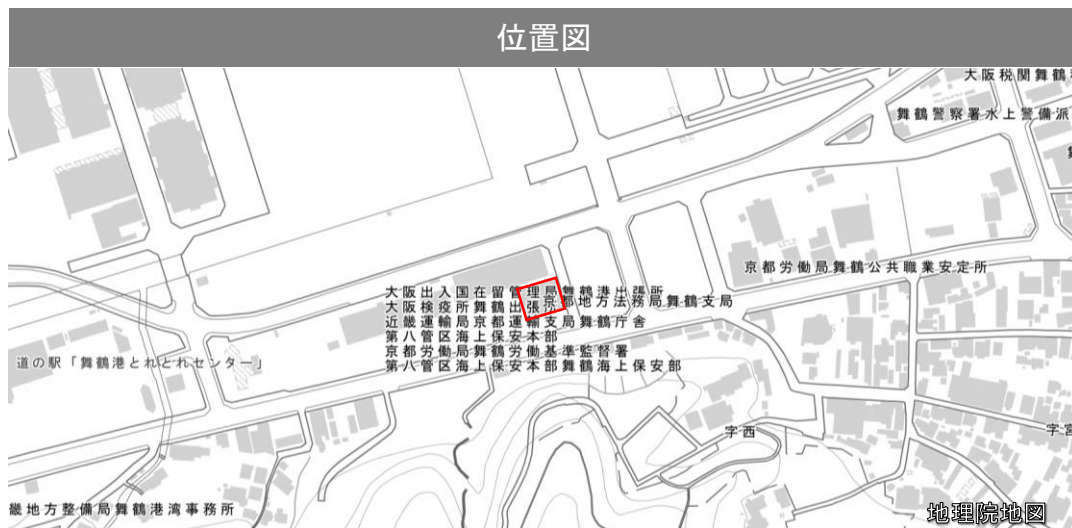 位置図
大阪税関舞鶴
舞鶴警察署水上警備派
京都労働局舞鶴公共職業安定所
大阪出入国在留管理局舞鶴港出張所
大阪検疫所舞鶴出張所
京都地方法務局舞鶴支局
近畿運輸局京都運輸支局舞鶴庁舎
第八管区海上保安本部
京都労働局舞鶴労働基準監督署
第八管区海上保安本部舞鶴海上保安部
道の駅「舞鶴港とれとれセンター」
字西
字宮
畿地方整備局舞鶴港湾事務所
地理院地図